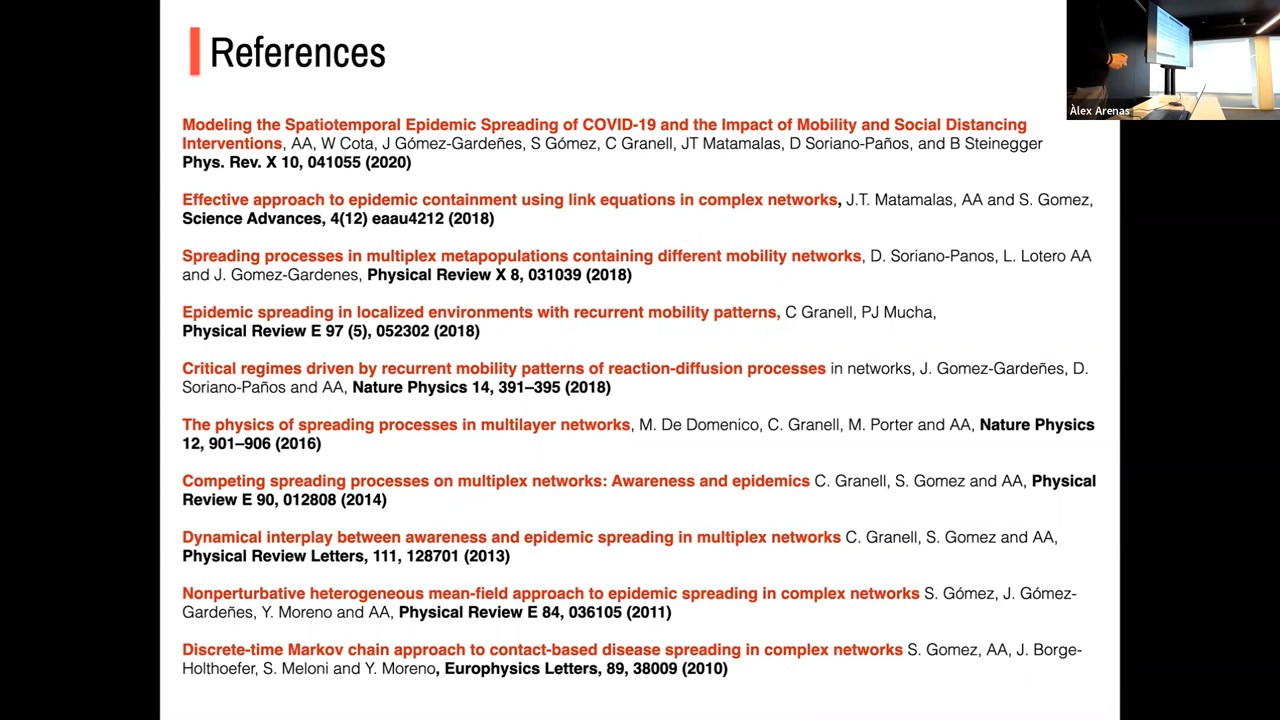 References
Àlex Arenas
Modeling the Spatiotemporal Epidemic Spreading of COVID-19 and the Impact of Mobility and Social Distancing
Interventions, AA, W Cota, J Gómez-Gardeñes, S Gómez, C Granell, JT Matamalas, D Soriano-Paños, and B Steinegger
Phys. Rev. X 10, 041055 (2020)
Effective approach to epidemic containment using link equations in complex networks, J.T. Matamalas, AA and S. Gomez,
Science Advances, 4(12) eaau4212 (2018)
Spreading processes in multiplex metapopulations containing different mobility networks, D. Soriano-Panos, L. Lotero AA
and J. Gomez-Gardenes, Physical Review X 8, 031039 (2018)
Epidemic spreading in localized environments with recurrent mobility patterns, C Granell, PJ Mucha,
Physical Review E 97 (5), 052302 (2018)
Critical regimes driven by recurrent mobility patterns of reaction-diffusion processes in networks, J. Gomez-Gardeñes, D.
Soriano-Paños and AA, Nature Physics 14, 391–395 (2018)
The physics of spreading processes in multilayer networks, M. De Domenico, C. Granell, M. Porter and AA, Nature Physics
12, 901–906 (2016)
Competing spreading processes on multiplex networks: Awareness and epidemics C. Granell, S. Gomez and AA, Physical
Review E 90, 012808 (2014)
Dynamical interplay between awareness and epidemic spreading in multiplex networks C. Granell, S. Gomez and AA,
Physical Review Letters, 111, 128701 (2013)
Nonperturbative heterogeneous mean-field approach to epidemic spreading in complex networks S. Gómez, J. Gómez-
Gardeñes, Y. Moreno and AA, Physical Review E 84, 036105 (2011)
Discrete-time Markov chain approach to contact-based disease spreading in complex networks S. Gomez, AA, J. Borge-
Holthoefer, S. Meloni and Y. Moreno, Europhysics Letters, 89, 38009 (2010)